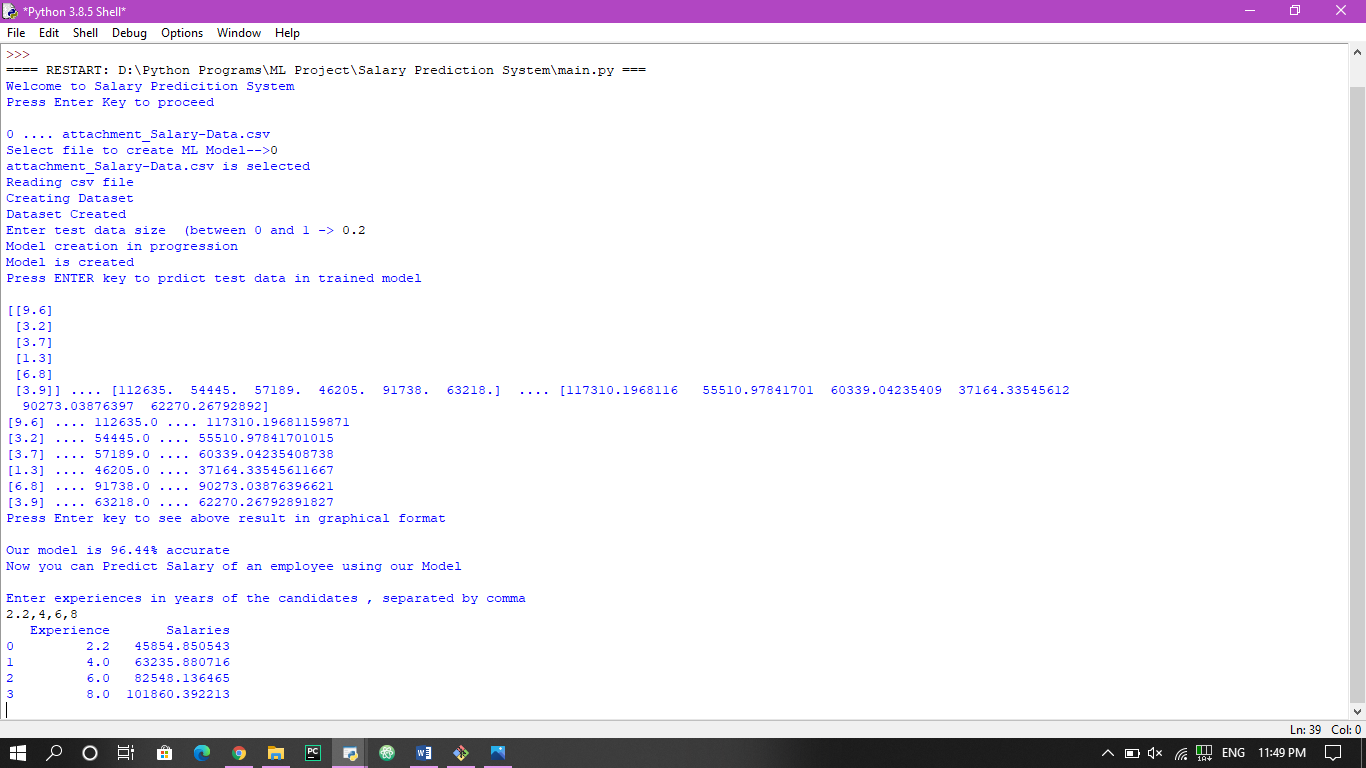 *Python 3.8.5 Shell*
File Edit Shell Debug Options Window Help
>>>
==== RESTART: D:\Python Programs\ML Project\Salary Prediction System\main.py ===
Welcome to Salary Predicition System
Press Enter Key to proceed
0 .... attachment_Salary-Data.csv
Select file to create ML Model-->0
attachment_Salary-Data.csv is selected
Reading csv file
Creating Dataset
Dataset Created
Enter test data size  (between 0 and 1 -> 0.2
Model creation in progression
Model is created
Press ENTER key to prdict test data in trained model
[[9.6]
 [3.2]
 [3.7]
 [1.3]
 [6.8]
 [3.9]] .... [112635.  54445.  57189.  46205.  91738.  63218.]  .... [117310.1968116   55510.97841701  60339.04235409  37164.33545612
  90273.03876397  62270.26792892]
[9.6] .... 112635.0 .... 117310.19681159871
[3.2] .... 54445.0 .... 55510.97841701015
[3.7] .... 57189.0 .... 60339.04235408738
[1.3] .... 46205.0 .... 37164.33545611667
[6.8] .... 91738.0 .... 90273.03876396621
[3.9] .... 63218.0 .... 62270.26792891827
Press Enter key to see above result in graphical format
Our model is 96.44% accurate
Now you can Predict Salary of an employee using our Model
Enter experiences in years of the candidates , separated by comma
2.2,4,6,8
   Experience       Salaries
0         2.2   45854.850543
1         4.0   63235.880716
2         6.0   82548.136465
3         8.0  101860.392213
Ln: 39 Col: 0
PC W ENG 11:49 PM